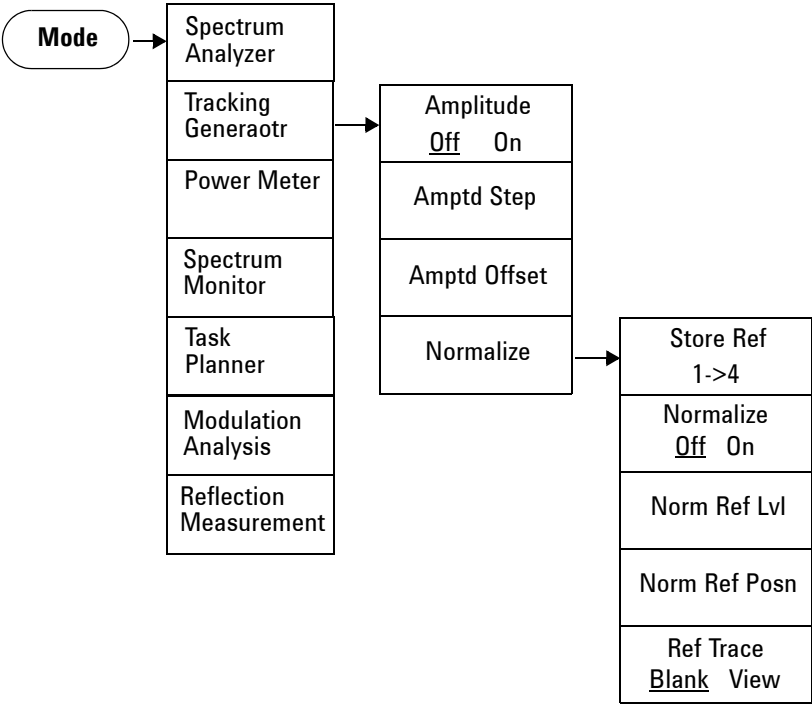 Mode
Spectrum
Analyzer
Tracking
Generaotr
Power Meter
Spectrum
Monitor
Task
Planner
Modulation
Analysis
Reflection
Measurement
Amplitude
Off On
Amptd Step
Amptd Offset
Normalize
Store Ref
1->4
Normalize
Off On
Norm Ref Lvl
Norm Ref Posn
Ref Trace
Blank View